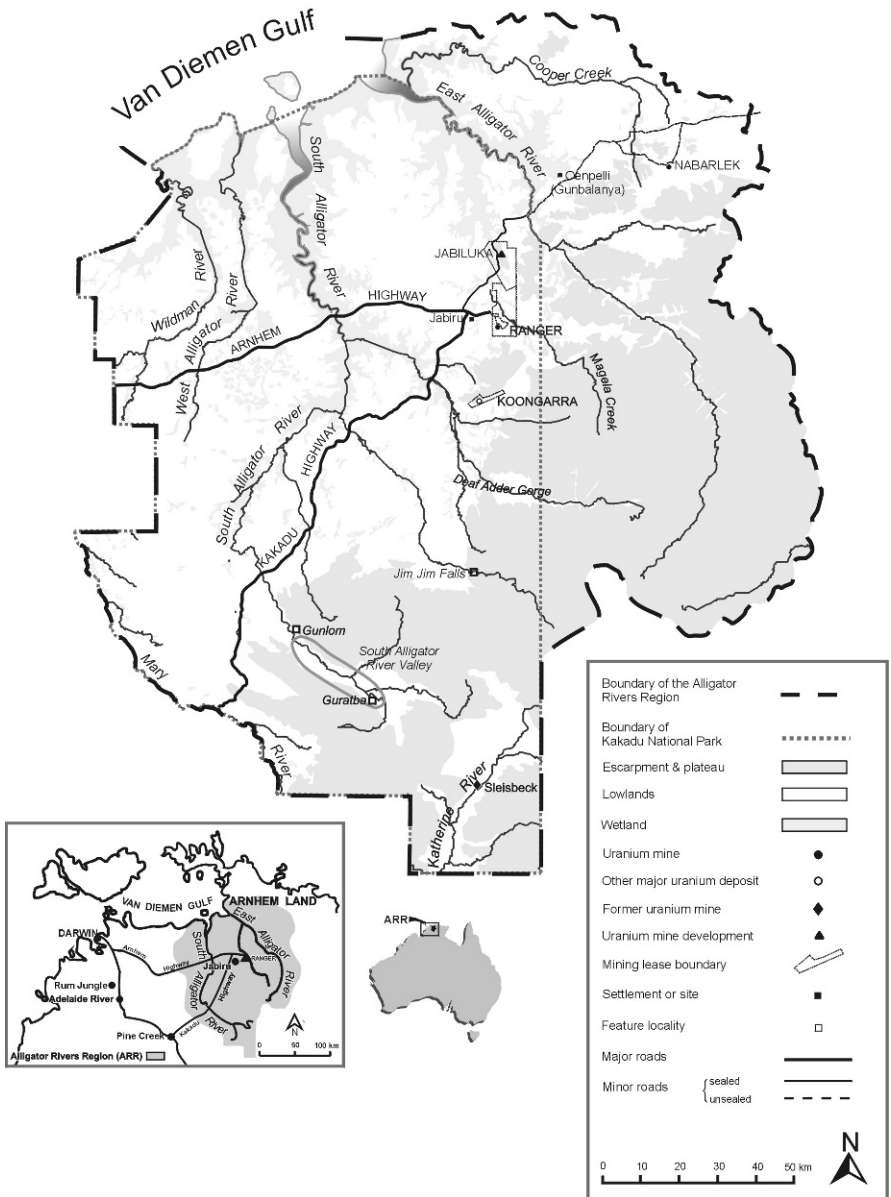 Van Diemen Gulf
Cooper Creek
East Alligator River
South Alligator River
NABARLEK
Oenpelli
(Gunbalanya)
JABILUKA
Wildman River
West Alligator River
ARNHEM HIGHWAY
Jabiru
RANGER
Magela Creek
KOONGARRA
South Alligator River
KAKADU HIGHWAY
Deaf Adder Gorge
Jim Jim Falls
Gunlom
South Alligator
River Valley
Guratba
Mary River
Katherine River
Sleisbeck
Boundary of the Alligator
Rivers Region
Boundary of
Kakadu National Park
Escarpment & plateau
Lowlands
Wetland
Uranium mine
Other major uranium deposit
Former uranium mine
Uranium mine development
Mining lease boundary
Settlement or site
Feature locality
Major roads
Minor roads { sealed
unsealed
N
0 10 20 30 40 50 km
VAN DIEMEN GULF
ARNHEM LAND
DARWIN
Arnhem Highway
East Alligator River
South Alligator River
RANGER
Jabiru
Rum Jungle
Adelaide River
Pine Creek
Kakadu Highway
N
0 50 100 km
Alligator Rivers Region (ARR)
ARR